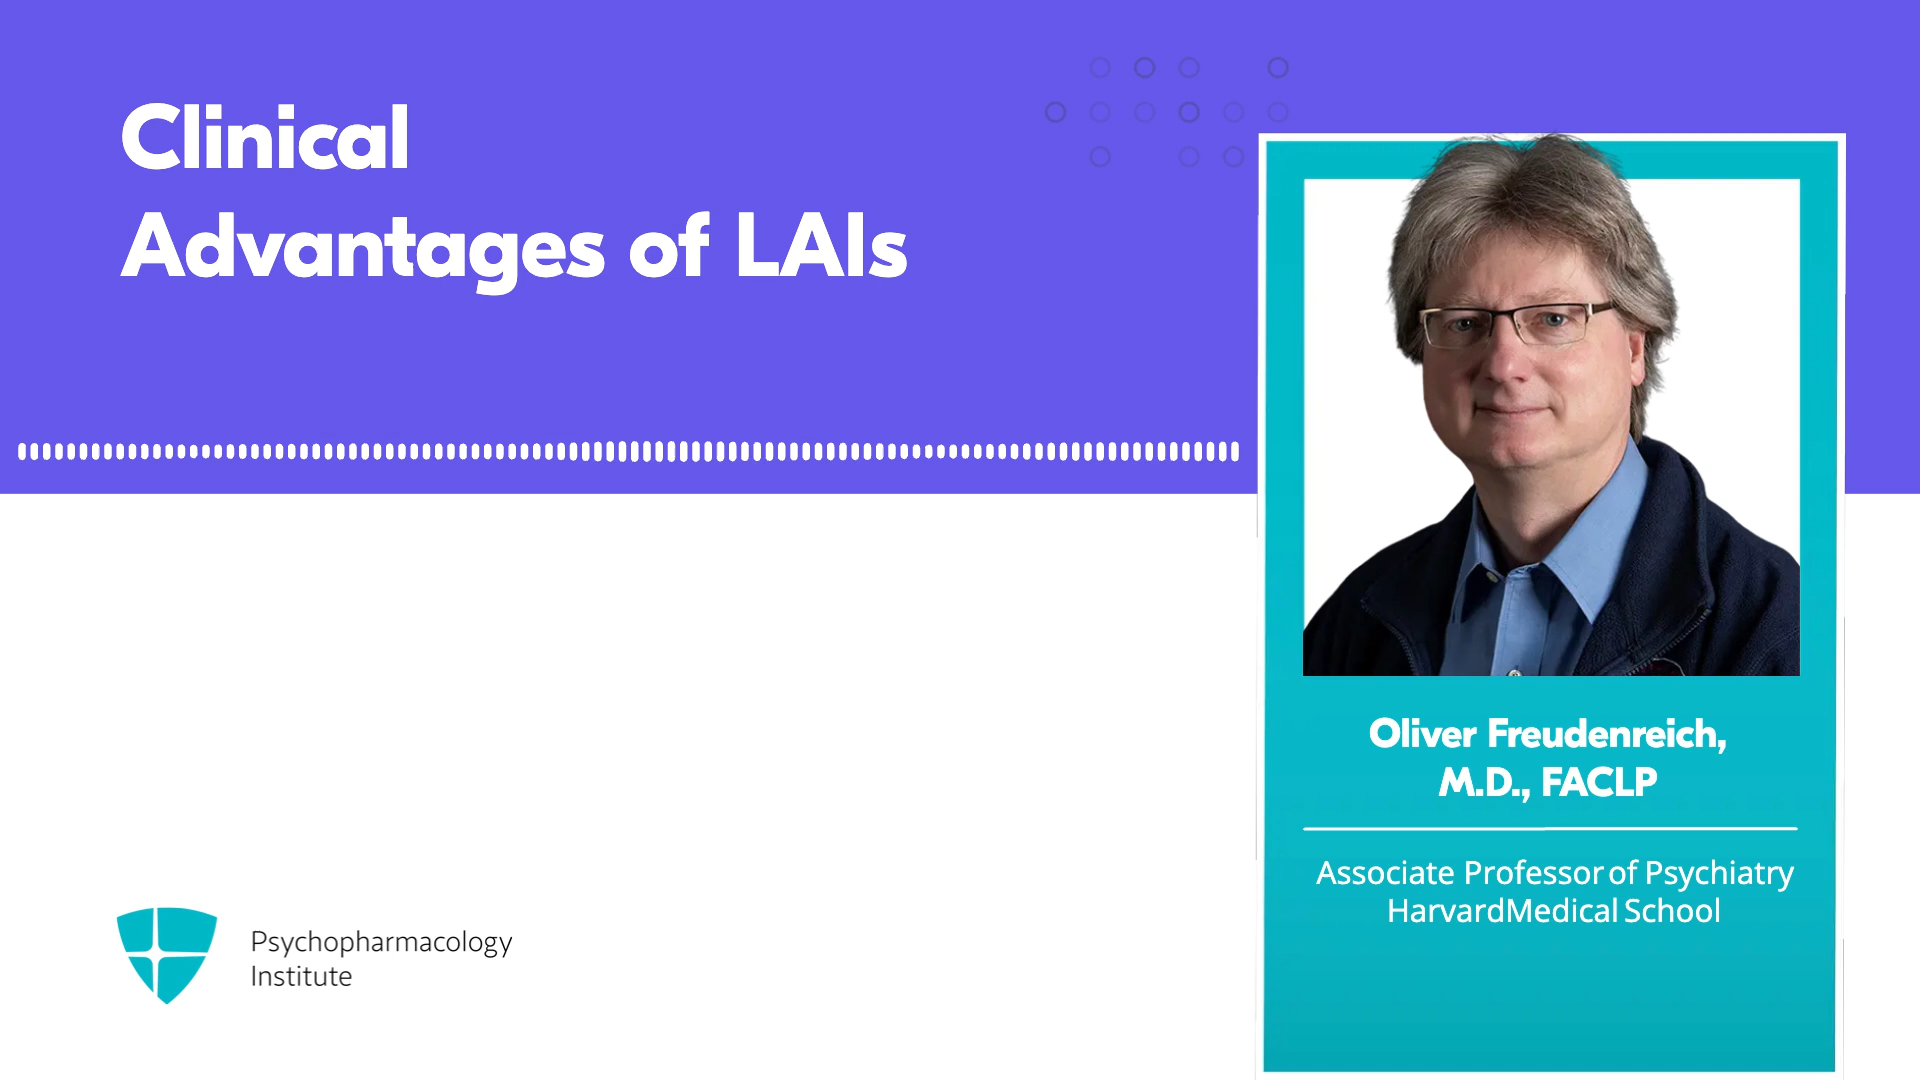 Clinical
Advantages of LAIs
Oliver Freudenreich,
M.D., FACLP
Associate Professor of Psychiatry
HarvardMedical School
Psychopharmacology
Institute